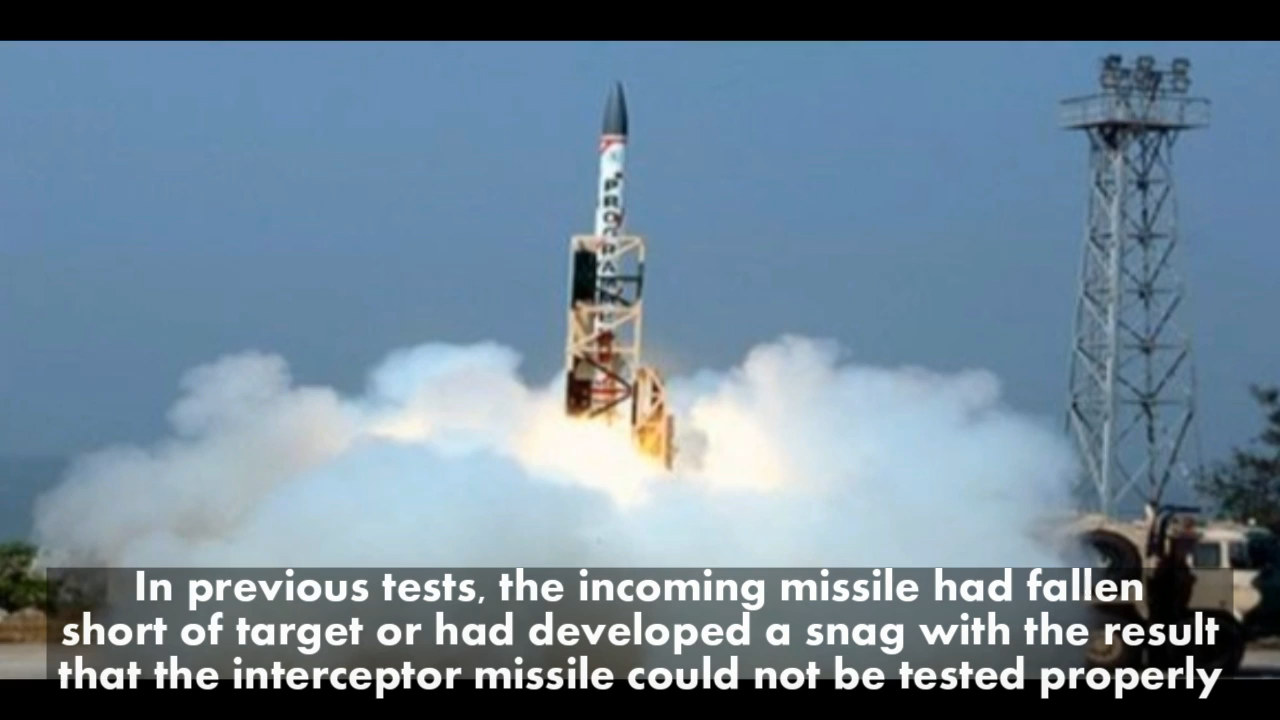 PROGRA
In previous tests, the incoming missile had fallen
short of target or had developed a snag with the result
that the interceptor missile could not be tested properly